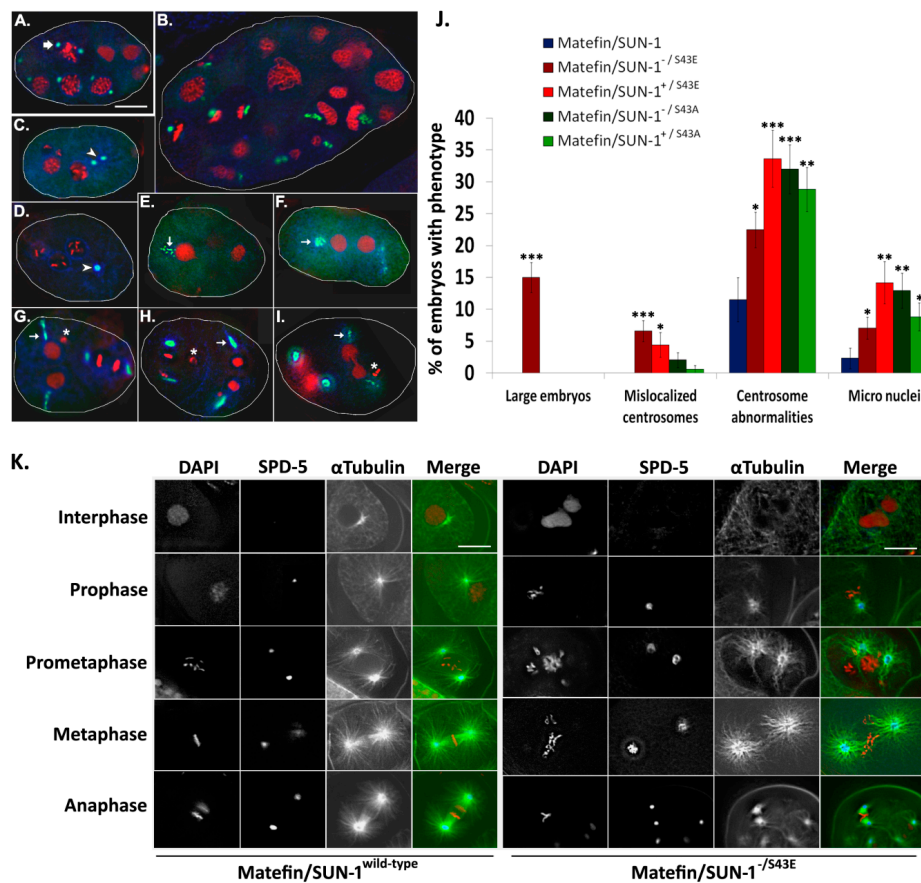 A.
B.
C.
D.
E.
F.
G.
*
H.
*
I.
*
J.
Matefin/SUN-1
Matefin/SUN-1-/S43E
Matefin/SUN-1+/S43E
Matefin/SUN-1-/S43A
Matefin/SUN-1+/S43A
% of embryos with phenotype
40
35
30
25
20
15
10
5
0
***
***
*
*
***
***
**
*
**
**
*
Large embryos
Mislocalized
centrosomes
Centrosome
abnormalities
Micro nuclei
K.
DAPI SPD-5 αTubulin Merge DAPI SPD-5 αTubulin Merge
Interphase
Prophase
Prometaphase
Metaphase
Anaphase
Matefin/SUN-1wild-type Matefin/SUN-1-/S43E